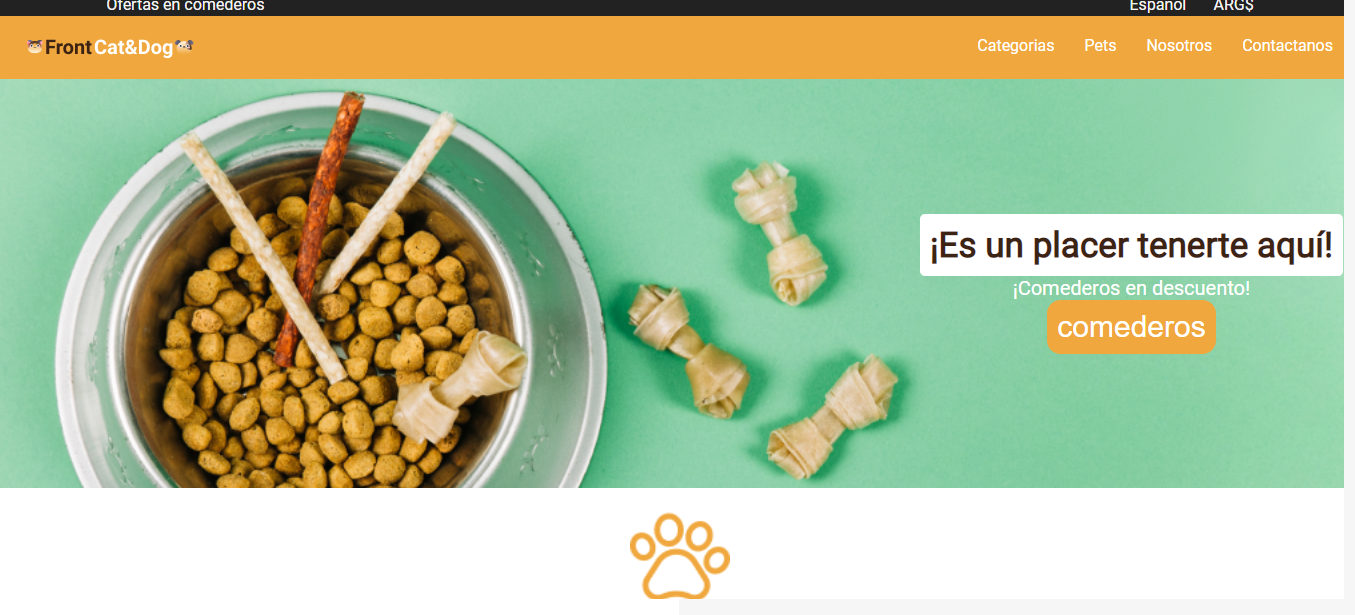 Ofertas en comederos
Español ARG$
FrontCat&Dog
Categorias Pets Nosotros Contactanos
¡Es un placer tenerte aquí!
¡Comederos en descuento!
comederos